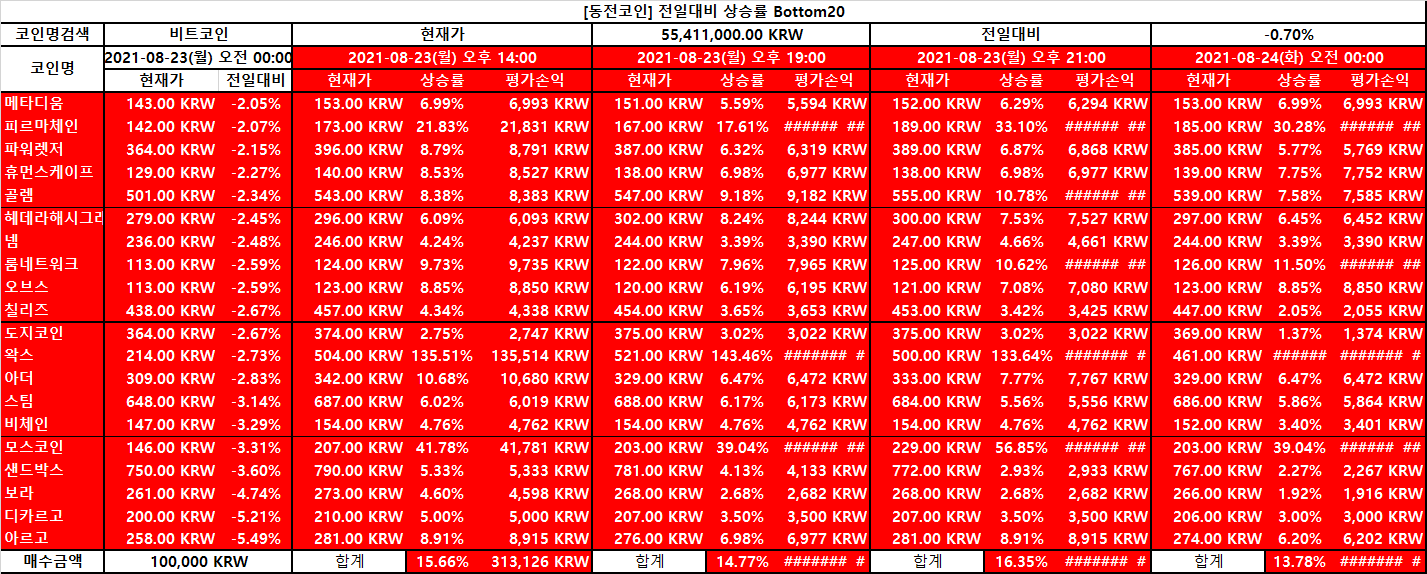 [동전코인] 전일대비 상승률 Bottom20
코인명검색 비트코인 현재가 55,411,000.00 KRW 전일대비 -0.70%
코인명 2021-08-23(월) 오전 00:00 2021-08-23(월) 오후 14:00 2021-08-23(월) 오후 19:00 2021-08-23(월) 오후 21:00 2021-08-24(화) 오전 00:00
현재가 전일대비 현재가 상승률 평가손익 현재가 상승률 평가손익 현재가 상승률 평가손익 현재가 상승률 평가손익
메타디움 143.00 KRW -2.05% 153.00 KRW 6.99% 6,993 KRW 151.00 KRW 5.59% 5,594 KRW 152.00 KRW 6.29% 6,294 KRW 153.00 KRW 6.99% 6,993 KRW
피르마체인 142.00 KRW -2.07% 173.00 KRW 21.83% 21,831 KRW 167.00 KRW 17.61% ###### ## 189.00 KRW 33.10% ###### ## 185.00 KRW 30.28% ###### ##
파워렛저 364.00 KRW -2.15% 396.00 KRW 8.79% 8,791 KRW 387.00 KRW 6.32% 6,319 KRW 389.00 KRW 6.87% 6,868 KRW 385.00 KRW 5.77% 5,769 KRW
휴먼스케이프 129.00 KRW -2.27% 140.00 KRW 8.53% 8,527 KRW 138.00 KRW 6.98% 6,977 KRW 138.00 KRW 6.98% 6,977 KRW 139.00 KRW 7.75% 7,752 KRW
골렘 501.00 KRW -2.34% 543.00 KRW 8.38% 8,383 KRW 547.00 KRW 9.18% 9,182 KRW 555.00 KRW 10.78% ###### ## 539.00 KRW 7.58% 7,585 KRW
헤데라해시그래 279.00 KRW -2.45% 296.00 KRW 6.09% 6,093 KRW 302.00 KRW 8.24% 8,244 KRW 300.00 KRW 7.53% 7,527 KRW 297.00 KRW 6.45% 6,452 KRW
넴 236.00 KRW -2.48% 246.00 KRW 4.24% 4,237 KRW 244.00 KRW 3.39% 3,390 KRW 247.00 KRW 4.66% 4,661 KRW 244.00 KRW 3.39% 3,390 KRW
룸네트워크 113.00 KRW -2.59% 124.00 KRW 9.73% 9,735 KRW 122.00 KRW 7.96% 7,965 KRW 125.00 KRW 10.62% ###### ## 126.00 KRW 11.50% ###### ##
오브스 113.00 KRW -2.59% 123.00 KRW 8.85% 8,850 KRW 120.00 KRW 6.19% 6,195 KRW 121.00 KRW 7.08% 7,080 KRW 123.00 KRW 8.85% 8,850 KRW
칠리즈 438.00 KRW -2.67% 457.00 KRW 4.34% 4,338 KRW 454.00 KRW 3.65% 3,653 KRW 453.00 KRW 3.42% 3,425 KRW 447.00 KRW 2.05% 2,055 KRW
도지코인 364.00 KRW -2.67% 374.00 KRW 2.75% 2,747 KRW 375.00 KRW 3.02% 3,022 KRW 375.00 KRW 3.02% 3,022 KRW 369.00 KRW 1.37% 1,374 KRW
왁스 214.00 KRW -2.73% 504.00 KRW 135.51% 135,514 KRW 521.00 KRW 143.46% ####### # 500.00 KRW 133.64% ####### # 461.00 KRW ###### ####### #
아더 309.00 KRW -2.83% 342.00 KRW 10.68% 10,680 KRW 329.00 KRW 6.47% 6,472 KRW 333.00 KRW 7.77% 7,767 KRW 329.00 KRW 6.47% 6,472 KRW
스팀 648.00 KRW -3.14% 687.00 KRW 6.02% 6,019 KRW 688.00 KRW 6.17% 6,173 KRW 684.00 KRW 5.56% 5,556 KRW 686.00 KRW 5.86% 5,864 KRW
비체인 147.00 KRW -3.29% 154.00 KRW 4.76% 4,762 KRW 154.00 KRW 4.76% 4,762 KRW 154.00 KRW 4.76% 4,762 KRW 152.00 KRW 3.40% 3,401 KRW
모스코인 146.00 KRW -3.31% 207.00 KRW 41.78% 41,781 KRW 203.00 KRW 39.04% ###### ## 229.00 KRW 56.85% ###### ## 203.00 KRW 39.04% ###### ##
샌드박스 750.00 KRW -3.60% 790.00 KRW 5.33% 5,333 KRW 781.00 KRW 4.13% 4,133 KRW 772.00 KRW 2.93% 2,933 KRW 767.00 KRW 2.27% 2,267 KRW
보라 261.00 KRW -4.74% 273.00 KRW 4.60% 4,598 KRW 268.00 KRW 2.68% 2,682 KRW 268.00 KRW 2.68% 2,682 KRW 266.00 KRW 1.92% 1,916 KRW
디카르고 200.00 KRW -5.21% 210.00 KRW 5.00% 5,000 KRW 207.00 KRW 3.50% 3,500 KRW 207.00 KRW 3.50% 3,500 KRW 206.00 KRW 3.00% 3,000 KRW
아르고 258.00 KRW -5.49% 281.00 KRW 8.91% 8,915 KRW 276.00 KRW 6.98% 6,977 KRW 281.00 KRW 8.91% 8,915 KRW 274.00 KRW 6.20% 6,202 KRW
매수금액 100,000 KRW 합계 15.66% 313,126 KRW 합계 14.77% ####### # 합계 16.35% ####### # 합계 13.78% ####### #